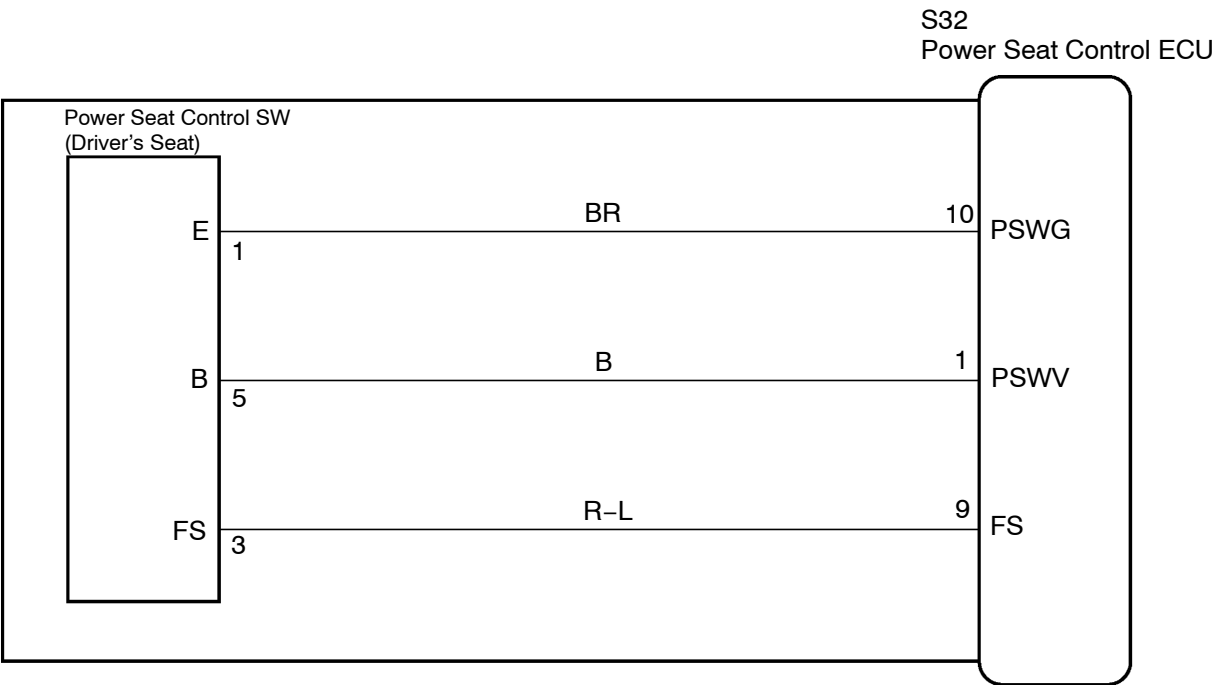 S32
Power Seat Control ECU
Power Seat Control SW
(Driver’s Seat)
E
1
BR
10
PSWG
B
5
B
1
PSWV
FS
3
R−L
9
FS